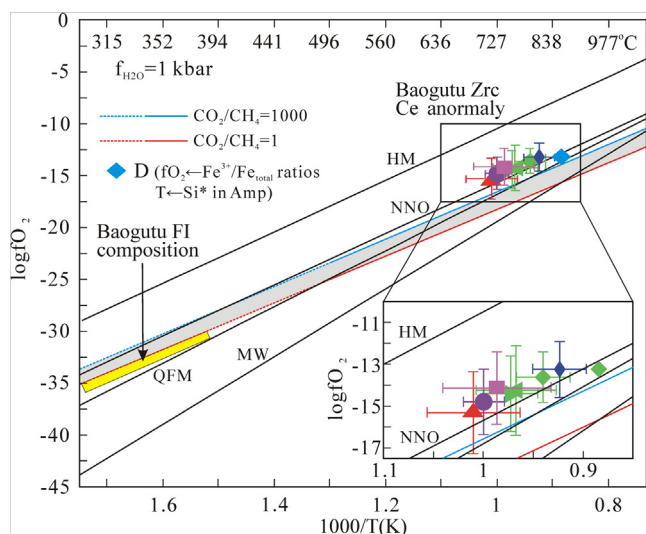 0
-5
-10
-15
-20
-25
-30
-35
-40
-45
logfO₂
315 352 394 441 496 560 636 727 838 977°C
f_H2O=1 kbar
CO₂/CH₄=1000
CO₂/CH₄=1
D (fO₂←Fe³⁺/Fe_total ratios
T←Si* in Amp)
Baogutu Zrc
Ce anormaly
HM
NNO
Baogutu FI
composition
QFM
MW
-11
-13
-15
-17
logfO₂
HM
NNO
1.1 1 0.9
1.6 1.4 1.2 1 0.8
1000/T(K)